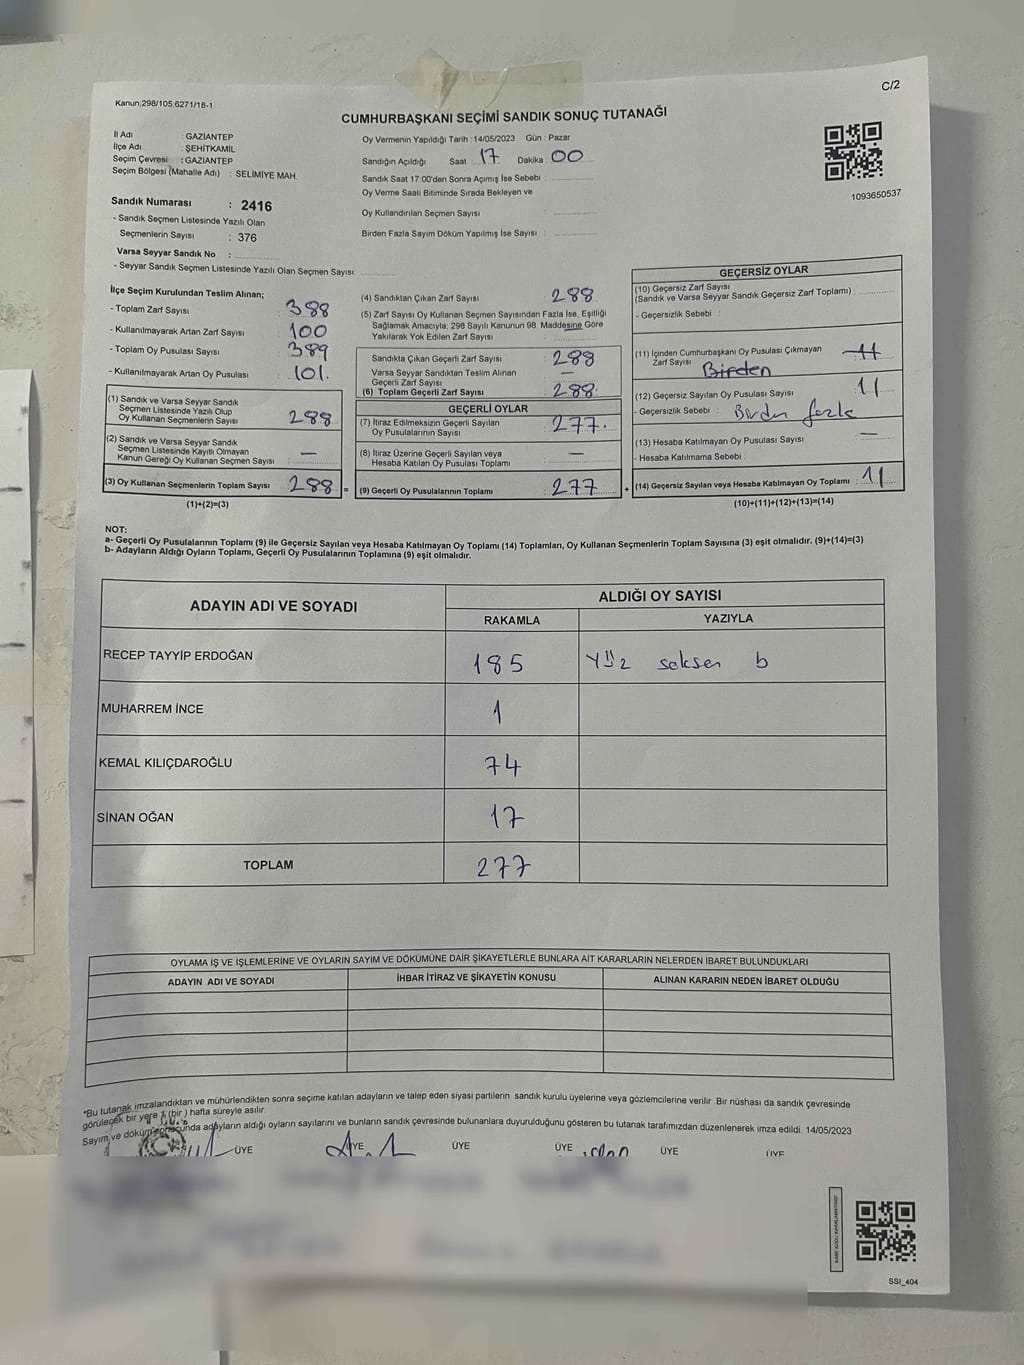 C/2
Kanun;298/105;6271/18-1
CUMHURBAŞKANI SEÇİMİ SANDIK SONUÇ TUTANAĞI
İl Adı : GAZİANTEP
İlçe Adı : ŞEHİTKAMİL
Seçim Çevresi : GAZİANTEP
Seçim Bölgesi (Mahalle Adı) : SELİMİYE MAH.
Oy Vermenin Yapıldığı Tarih : 14/05/2023 Gün : Pazar
Sandığın Açıldığı Saat 17 Dakika 00
Sandık Saat 17:00'den Sonra Açımış İse Sebebi :
Oy Verme Saati Bitiminde Sırada Bekleyen ve
Oy Kullandırılan Seçmen Sayısı :
Birden Fazla Sayım Döküm Yapılmış İse Sayısı :
1093650537
Sandık Numarası : 2416
- Sandık Seçmen Listesinde Yazılı Olan
Seçmenlerin Sayısı : 376
Varsa Seyyar Sandık No :
- Seyyar Sandık Seçmen Listesinde Yazılı Olan Seçmen Sayısı:
İlçe Seçim Kurulundan Teslim Alınan;
- Toplam Zarf Sayısı : 388
- Kullanılmayarak Artan Zarf Sayısı : 100
- Toplam Oy Pusulası Sayısı : 389
- Kullanılmayarak Artan Oy Pusulası : 101.
(1) Sandık ve Varsa Seyyar Sandık
Seçmen Listesinde Yazılı Olup
Oy Kullanan Seçmenlerin Sayısı : 288
(2) Sandık ve Varsa Seyyar Sandık
Seçmen Listesinde Kayıtlı Olmayan
Kanun Gereği Oy Kullanan Seçmen Sayısı : —
(3) Oy Kullanan Seçmenlerin Toplam Sayısı : 288 =
(1)+(2)=(3)
(4) Sandıktan Çıkan Zarf Sayısı : 288
(5) Zarf Sayısı Oy Kullanan Seçmen Sayısından Fazla İse, Eşitliği
Sağlamak Amacıyla; 298 Sayılı Kanunun 98. Maddesine Göre
Yakılarak Yok Edilen Zarf Sayısı :
Sandıkta Çıkan Geçerli Zarf Sayısı : 288
Varsa Seyyar Sandıktan Teslim Alınan
Geçerli Zarf Sayısı : —
(6) Toplam Geçerli Zarf Sayısı : 288.
GEÇERLİ OYLAR
(7) İtiraz Edilmeksizin Geçerli Sayılan
Oy Pusulalarının Sayısı : 277.
(8) İtiraz Üzerine Geçerli Sayılan veya
Hesaba Katılan Oy Pusulası Toplamı : —
(9) Geçerli Oy Pusulalarının Toplamı : 277 +
GEÇERSİZ OYLAR
(10) Geçersiz Zarf Sayısı
(Sandık ve Varsa Seyyar Sandık Geçersiz Zarf Toplamı) :
- Geçersizlik Sebebi :
(11) İçinden Cumhurbaşkanı Oy Pusulası Çıkmayan
Zarf Sayısı : 11
Birden
(12) Geçersiz Sayılan Oy Pusulası Sayısı : 11
- Geçersizlik Sebebi : Birden fazla
(13) Hesaba Katılmayan Oy Pusulası Sayısı : —
- Hesaba Katılmama Sebebi :
(14) Geçersiz Sayılan veya Hesaba Katılmayan Oy Toplamı : 11
(10)+(11)+(12)+(13)=(14)
NOT:
a- Geçerli Oy Pusulalarının Toplamı (9) ile Geçersiz Sayılan veya Hesaba Katılmayan Oy Toplamı (14) Toplamları, Oy Kullanan Seçmenlerin Toplam Sayısına (3) eşit olmalıdır. (9)+(14)=(3)
b- Adayların Aldığı Oyların Toplamı, Geçerli Oy Pusulalarının Toplamına (9) eşit olmalıdır.
ADAYIN ADI VE SOYADI ALDIĞI OY SAYISI
RAKAMLA YAZIYLA
RECEP TAYYİP ERDOĞAN 185 Yüz seksen b
MUHARREM İNCE 1
KEMAL KILIÇDAROĞLU 74
SİNAN OĞAN 17
TOPLAM 277
OYLAMA İŞ VE İŞLEMLERİNE VE OYLARIN SAYIM VE DÖKÜMÜNE DAİR ŞİKAYETLERLE BUNLARA AİT KARARLARIN NELERDEN İBARET BULUNDUKLARI
ADAYIN ADI VE SOYADI İHBAR İTİRAZ VE ŞİKAYETİN KONUSU ALINAN KARARIN NEDEN İBARET OLDUĞU
*Bu tutanak imzalandıktan ve mühürlendikten sonra seçime katılan adayların ve talep eden siyasi partilerin sandık kurulu üyelerine veya gözlemcilerine verilir. Bir nüshası da sandık çevresinde
görülecek bir yere 1 (bir) hafta süreyle asılır.
Sayım ve döküm sonucunda adayların aldığı oyların sayılarını ve bunların sandık çevresinde bulunanlara duyurulduğunu gösteren bu tutanak tarafımızdan düzenlenerek imza edildi. 14/05/2023
ÜYE ÜYE ÜYE ÜYE ÜYE ÜYE
SSI_404